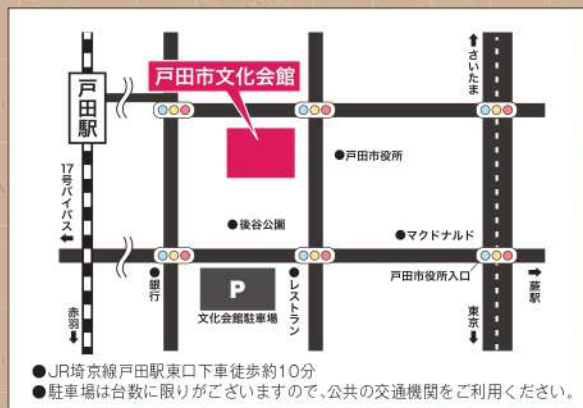 戸田市文化会館
↑さいたま
戸田駅
●戸田市役所
17号バイパス
←
●後谷公園
●マクドナルド
戸田市役所入口
→
蕨駅
●銀行
P
文化会館駐車場
●レストラン
東京↓
赤羽↓
●JR埼京線戸田駅東口下車徒歩約10分
●駐車場は台数に限りがございますので、公共の交通機関をご利用ください。